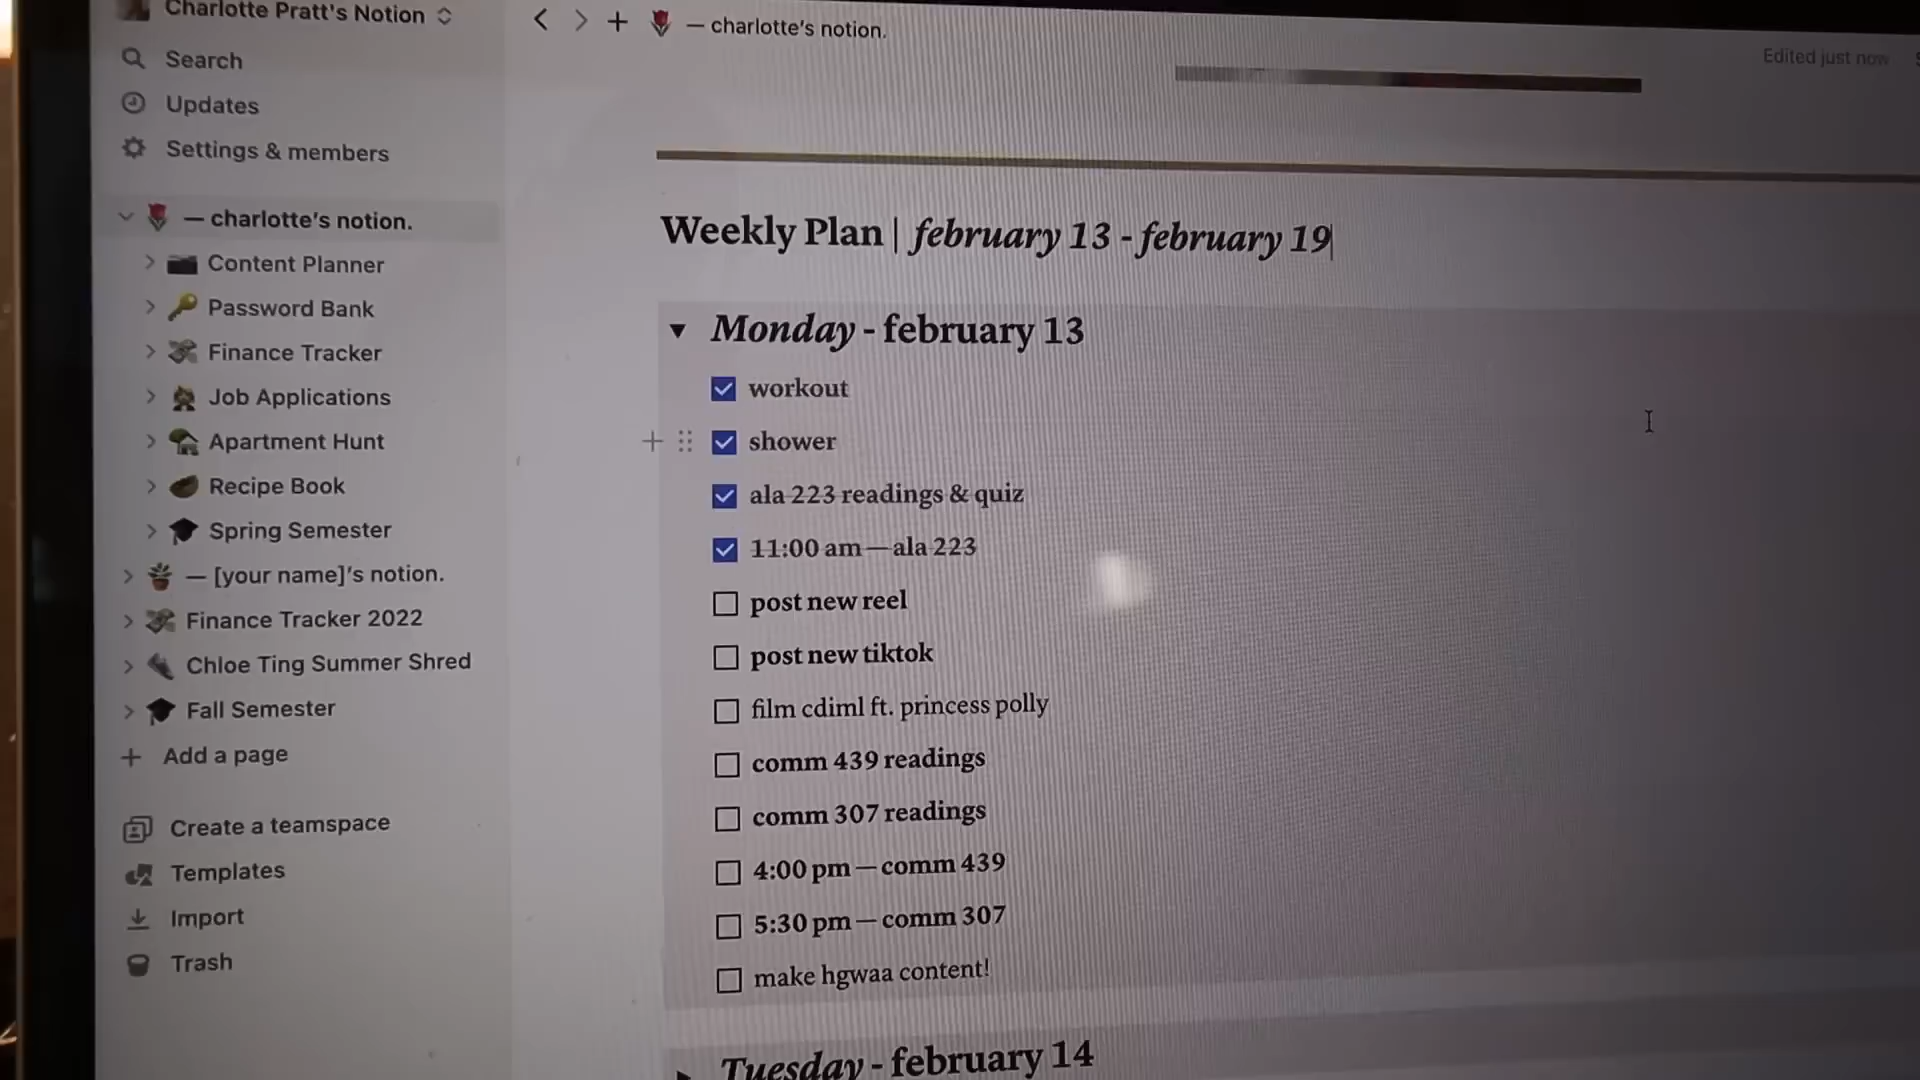 Charlotte Pratt's Notion
— charlotte's notion.
Edited just now
Search
Updates
Settings & members
— charlotte's notion.
Content Planner
Password Bank
Finance Tracker
Job Applications
Apartment Hunt
Recipe Book
Spring Semester
— [your name]'s notion.
Finance Tracker 2022
Chloe Ting Summer Shred
Fall Semester
Add a page
Create a teamspace
Templates
Import
Trash
Weekly Plan | february 13 - february 19
Monday - february 13
workout
shower
ala 223 readings & quiz
11:00 am — ala 223
post new reel
post new tiktok
film cdiml ft. princess polly
comm 439 readings
comm 307 readings
4:00 pm — comm 439
5:30 pm — comm 307
make hgwaa content!
Tuesday - february 14